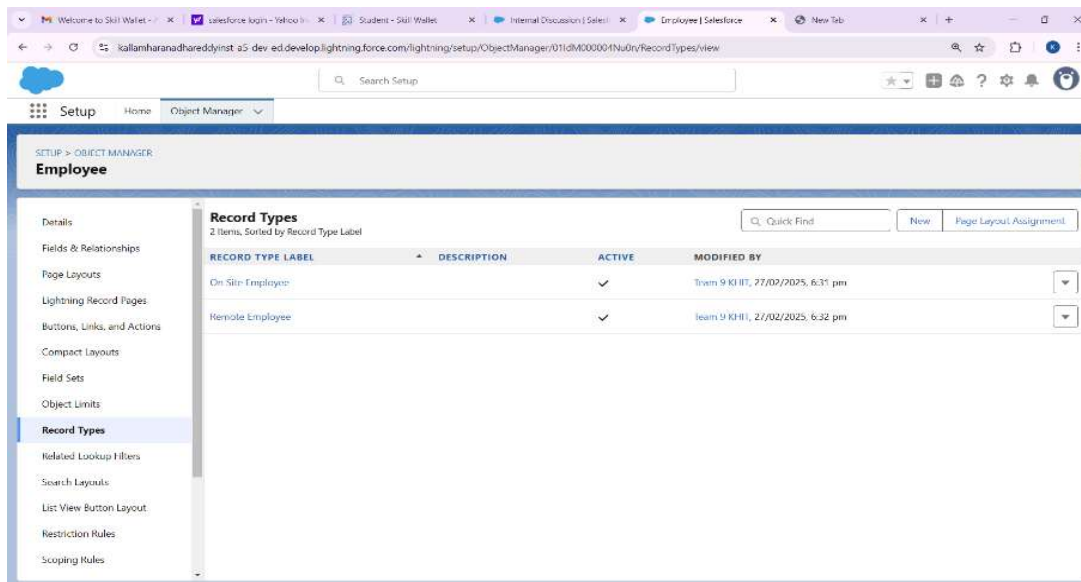 Welcome to Skill Wallet - /
salesforce login - Yahoo In
Student - Skill Wallet
Internal Discussion | Salesf
Employee | Salesforce
New Tab
kallamharanadhareddyinst-a5-dev-ed.develop.lightning.force.com/lightning/setup/ObjectManager/01IdM000004Nu0n/RecordTypes/view
Search Setup
Setup Home Object Manager
SETUP > OBJECT MANAGER
Employee
Details
Fields & Relationships
Page Layouts
Lightning Record Pages
Buttons, Links, and Actions
Compact Layouts
Field Sets
Object Limits
Record Types
Related Lookup Filters
Search Layouts
List View Button Layout
Restriction Rules
Scoping Rules
Record Types
2 Items, Sorted by Record Type Label
Quick Find
New
Page Layout Assignment
RECORD TYPE LABEL DESCRIPTION ACTIVE MODIFIED BY
On Site Employee Team 9 KHIT, 27/02/2025, 6:31 pm
Remote Employee Team 9 KHIT, 27/02/2025, 6:32 pm